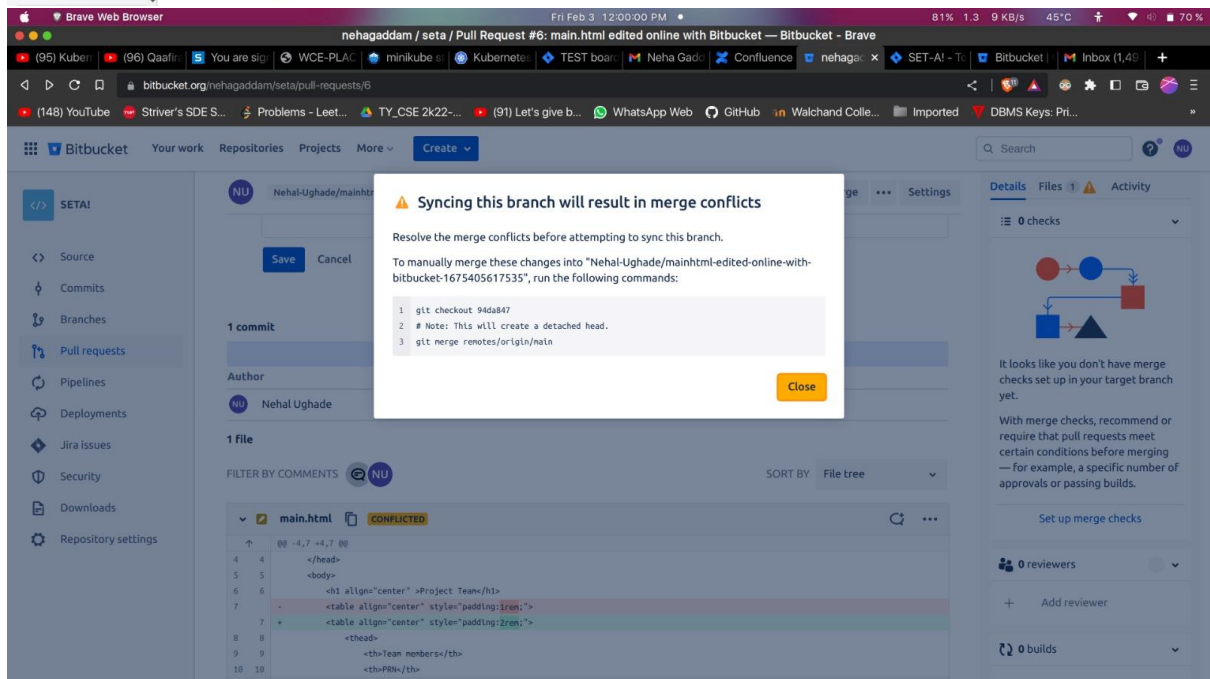 Brave Web Browser
Fri Feb 3 12:00:00 PM
81% 1.3 9 KB/s 45°C 70 %
nehagaddam / seta / Pull Request #6: main.html edited online with Bitbucket — Bitbucket - Brave
(95) Kubern
(96) Qaafir
You are sig
WCE-PLAC
minikube st
Kubernetes
TEST board
Neha Gadd
Confluence
nehagad
SET-A! - To
Bitbucket |
Inbox (1,49
bitbucket.org/nehagaddam/seta/pull-requests/6
(148) YouTube
Striver's SDE S...
Problems - Leet...
TY_CSE 2k22-...
(91) Let's give b...
WhatsApp Web
GitHub
Walchand Colle...
Imported
DBMS Keys: Pri...
»
Bitbucket
Your work
Repositories
Projects
More
Create
Search
NU
SETA!
Source
Commits
Branches
Pull requests
Pipelines
Deployments
Jira issues
Security
Downloads
Repository settings
NU Nehal-Ughade/mainhtm
rge ••• Settings
Save Cancel
Syncing this branch will result in merge conflicts
Resolve the merge conflicts before attempting to sync this branch.
To manually merge these changes into "Nehal-Ughade/mainhtml-edited-online-with-
bitbucket-1675405617535", run the following commands:
1 git checkout 94da847
2 # Note: This will create a detached head.
3 git merge remotes/origin/main
Close
1 commit
Author
NU Nehal Ughade
1 file
FILTER BY COMMENTS NU
SORT BY File tree
main.html CONFLICTED
@@ -4,7 +4,7 @@
4 4 </head>
5 5 <body>
6 6 <h1 align="center" >Project Team</h1>
7 - <table align="center" style="padding:1rem;">
7 + <table align="center" style="padding:2rem;">
8 8 <thead>
9 9 <th>Team members</th>
10 10 <th>PRN</th>
Details Files 1 Activity
0 checks
It looks like you don't have merge
checks set up in your target branch
yet.
With merge checks, recommend or
require that pull requests meet
certain conditions before merging
— for example, a specific number of
approvals or passing builds.
Set up merge checks
0 reviewers
+ Add reviewer
0 builds